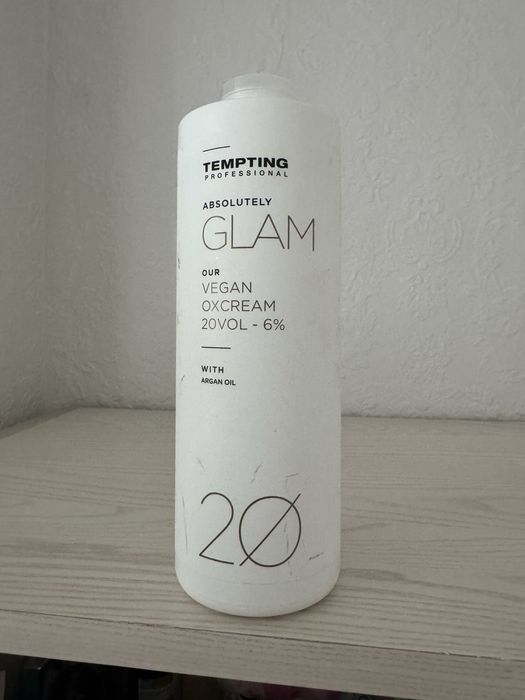 TEMPTING
PROFESSIONAL
ABSOLUTELY
GLAM
OUR
VEGAN
OXCREAM
20VOL - 6%
WITH
ARGAN OIL
2Ø